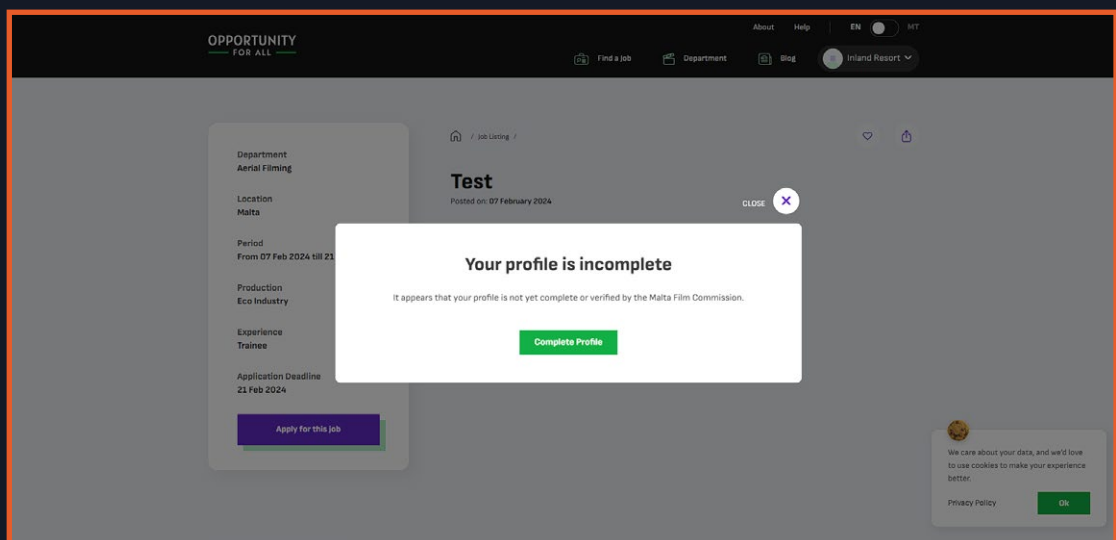 About Help EN MT
OPPORTUNITY
FOR ALL
Find a job Department Blog Inland Resort
/ Job Listing /
Department
Aerial Filming
Test
Posted on: 07 February 2024
Location
Malta
CLOSE
Period
From 07 Feb 2024 till 21
Your profile is incomplete
It appears that your profile is not yet complete or verified by the Malta Film Commission.
Complete Profile
Production
Eco Industry
Experience
Trainee
Application Deadline
21 Feb 2024
Apply for this job
We care about your data, and we'd love
to use cookies to make your experience
better.
Privacy Policy Ok